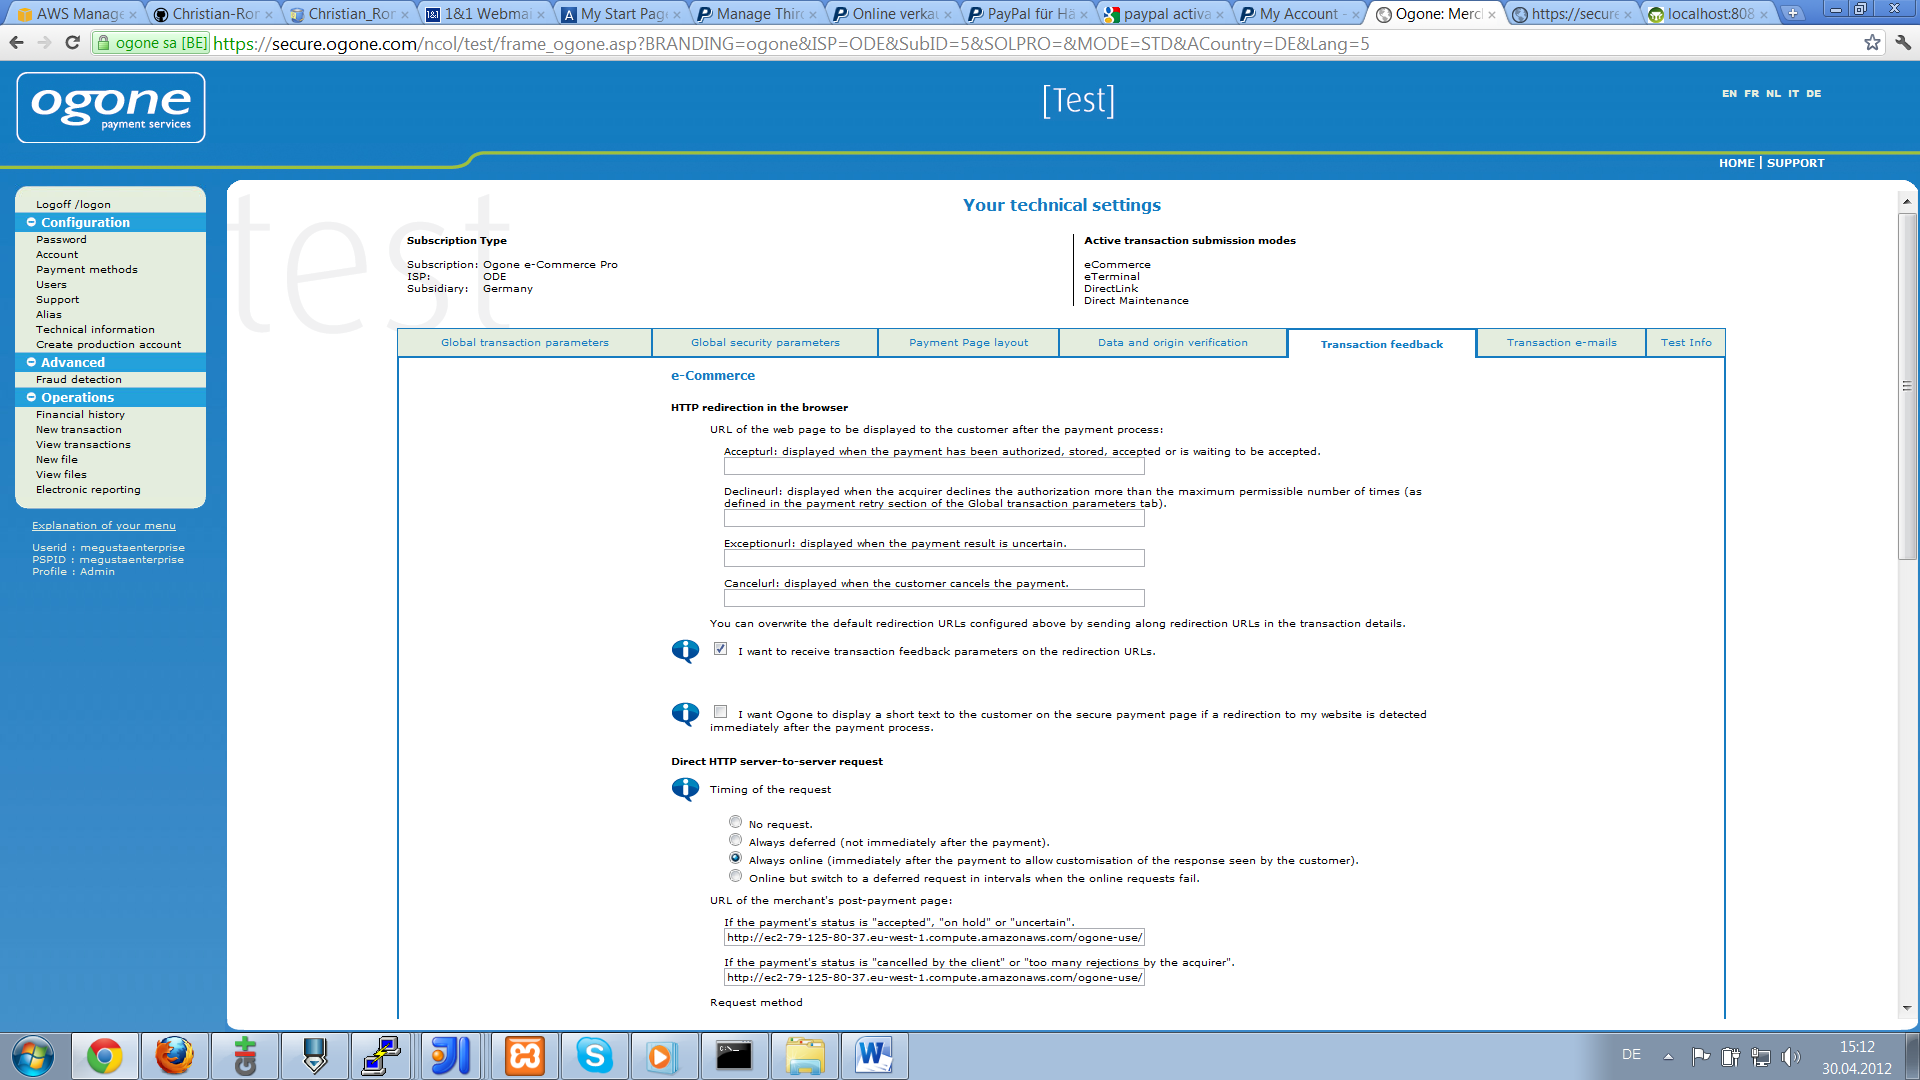 AWS Manage
Christian-Ror
Christian_Ror
1&1 Webmai
My Start Page
Manage Third
Online verkau
PayPal für Hä
paypal activa
My Account -
Ogone: Merch
https://secure
localhost:808
ogone sa [BE]
https://secure.ogone.com/ncol/test/frame_ogone.asp?BRANDING=ogone&ISP=ODE&SubID=5&SOLPRO=&MODE=STD&ACountry=DE&Lang=5
ogone
payment services
[Test]
EN FR NL IT DE
HOME | SUPPORT
test
Logoff /logon
Configuration
Password
Account
Payment methods
Users
Support
Alias
Technical information
Create production account
Advanced
Fraud detection
Operations
Financial history
New transaction
View transactions
New file
View files
Electronic reporting
Explanation of your menu
Userid : megustaenterprise
PSPID : megustaenterprise
Profile : Admin
Your technical settings
Subscription Type
Subscription: Ogone e-Commerce Pro
ISP: ODE
Subsidiary: Germany
Active transaction submission modes
eCommerce
eTerminal
DirectLink
Direct Maintenance
Global transaction parameters
Global security parameters
Payment Page layout
Data and origin verification
Transaction feedback
Transaction e-mails
Test Info
e-Commerce
HTTP redirection in the browser
URL of the web page to be displayed to the customer after the payment process:
Accepturl: displayed when the payment has been authorized, stored, accepted or is waiting to be accepted.
Declineurl: displayed when the acquirer declines the authorization more than the maximum permissible number of times (as
defined in the payment retry section of the Global transaction parameters tab).
Exceptionurl: displayed when the payment result is uncertain.
Cancelurl: displayed when the customer cancels the payment.
You can overwrite the default redirection URLs configured above by sending along redirection URLs in the transaction details.
I want to receive transaction feedback parameters on the redirection URLs.
I want Ogone to display a short text to the customer on the secure payment page if a redirection to my website is detected
immediately after the payment process.
Direct HTTP server-to-server request
Timing of the request
No request.
Always deferred (not immediately after the payment).
Always online (immediately after the payment to allow customisation of the response seen by the customer).
Online but switch to a deferred request in intervals when the online requests fail.
URL of the merchant's post-payment page:
If the payment's status is "accepted", "on hold" or "uncertain".
http://ec2-79-125-80-37.eu-west-1.compute.amazonaws.com/ogone-use/
If the payment's status is "cancelled by the client" or "too many rejections by the acquirer".
http://ec2-79-125-80-37.eu-west-1.compute.amazonaws.com/ogone-use/
Request method
DE
15:12
30.04.2012